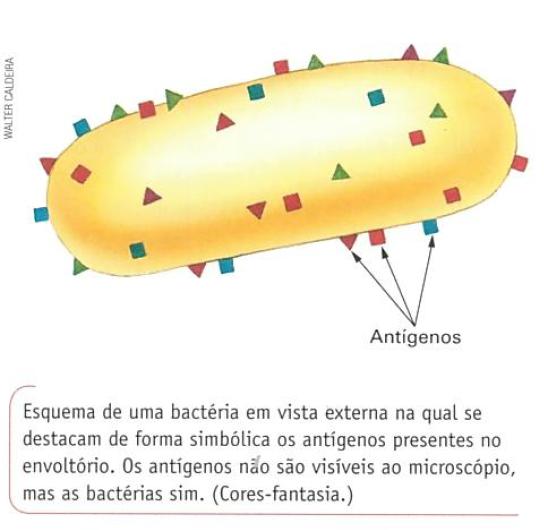 WALTER CALDEIRA
Antígenos
Esquema de uma bactéria em vista externa na qual se
destacam de forma simbólica os antígenos presentes no
envoltório. Os antígenos não são visíveis ao microscópio,
mas as bactérias sim. (Cores-fantasia.)